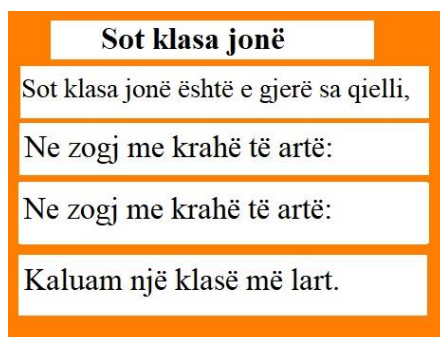 Sot klasa jonë
Sot klasa jonë është e gjerë sa qielli,
Ne zogj me krahë të artë:
Ne zogj me krahë të artë:
Kaluam një klasë më lart.